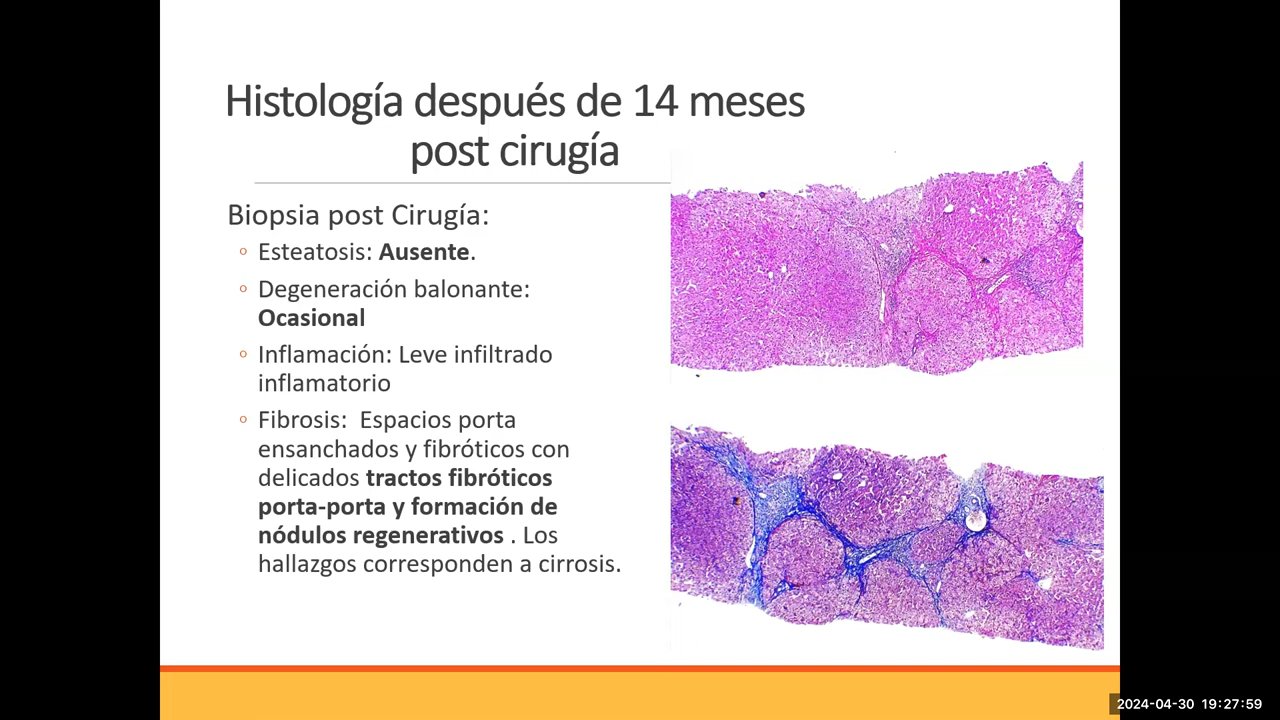 Histología después de 14 meses
post cirugía
Biopsia post Cirugía:
◦ Esteatosis: Ausente.
◦ Degeneración balonante:
Ocasional
◦ Inflamación: Leve infiltrado
inflamatorio
◦ Fibrosis:  Espacios porta
ensanchados y fibróticos con
delicados tractos fibróticos
porta-porta y formación de
nódulos regenerativos . Los
hallazgos corresponden a cirrosis.
2024-04-30 19:27:59